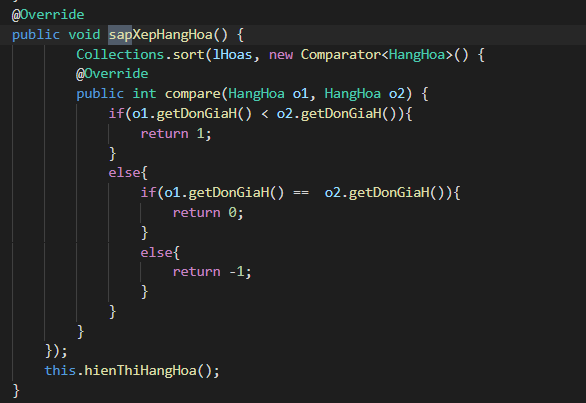 @Override
public void sapXepHangHoa() {
Collections.sort(lHoas, new Comparator<HangHoa>() {
@Override
public int compare(HangHoa o1, HangHoa o2) {
if(o1.getDonGiaH() < o2.getDonGiaH()){
return 1;
}
else{
if(o1.getDonGiaH() ==  o2.getDonGiaH()){
return 0;
}
else{
return -1;
}
}
}
});
this.hienThiHangHoa();
}